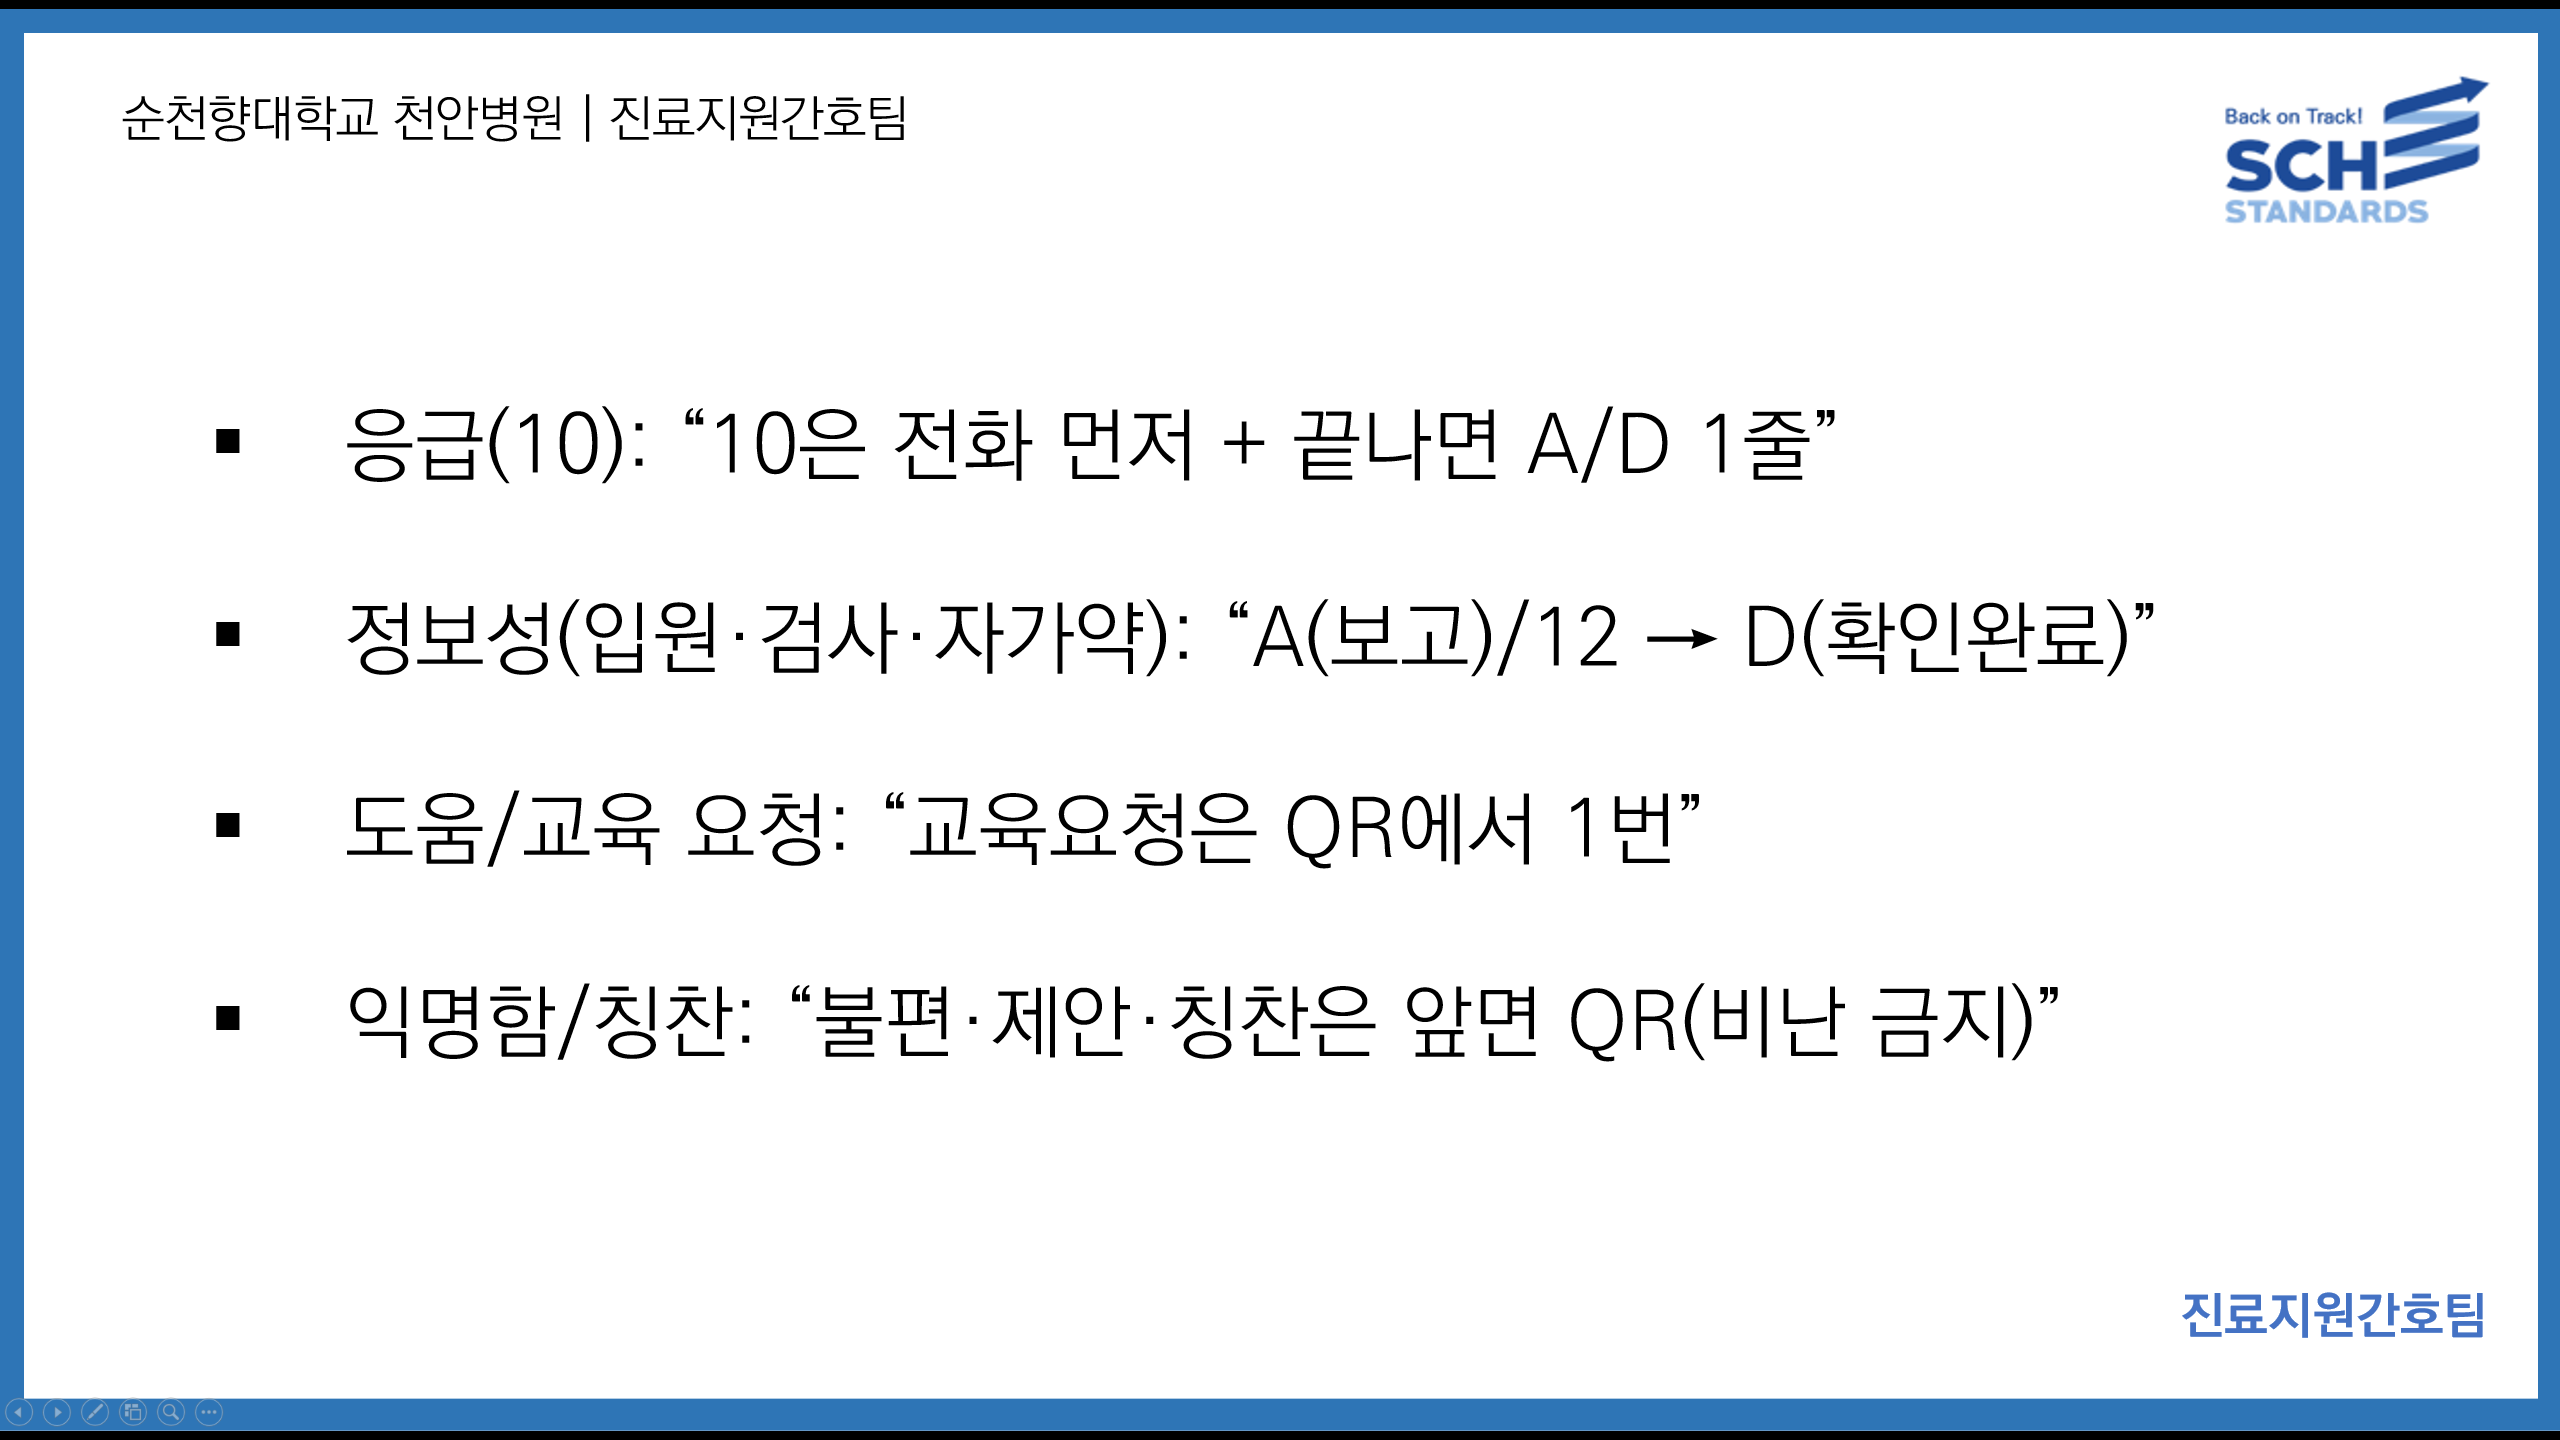 순천향대학교 천안병원 | 진료지원간호팀
Back on Track!
SCH
STANDARDS
▪ 응급(10): “10은 전화 먼저 + 끝나면 A/D 1줄”
▪ 정보성(입원·검사·자가약): “A(보고)/12 → D(확인완료)”
▪ 도움/교육 요청: “교육요청은 QR에서 1번”
▪ 익명함/칭찬: “불편·제안·칭찬은 앞면 QR(비난 금지)”
진료지원간호팀